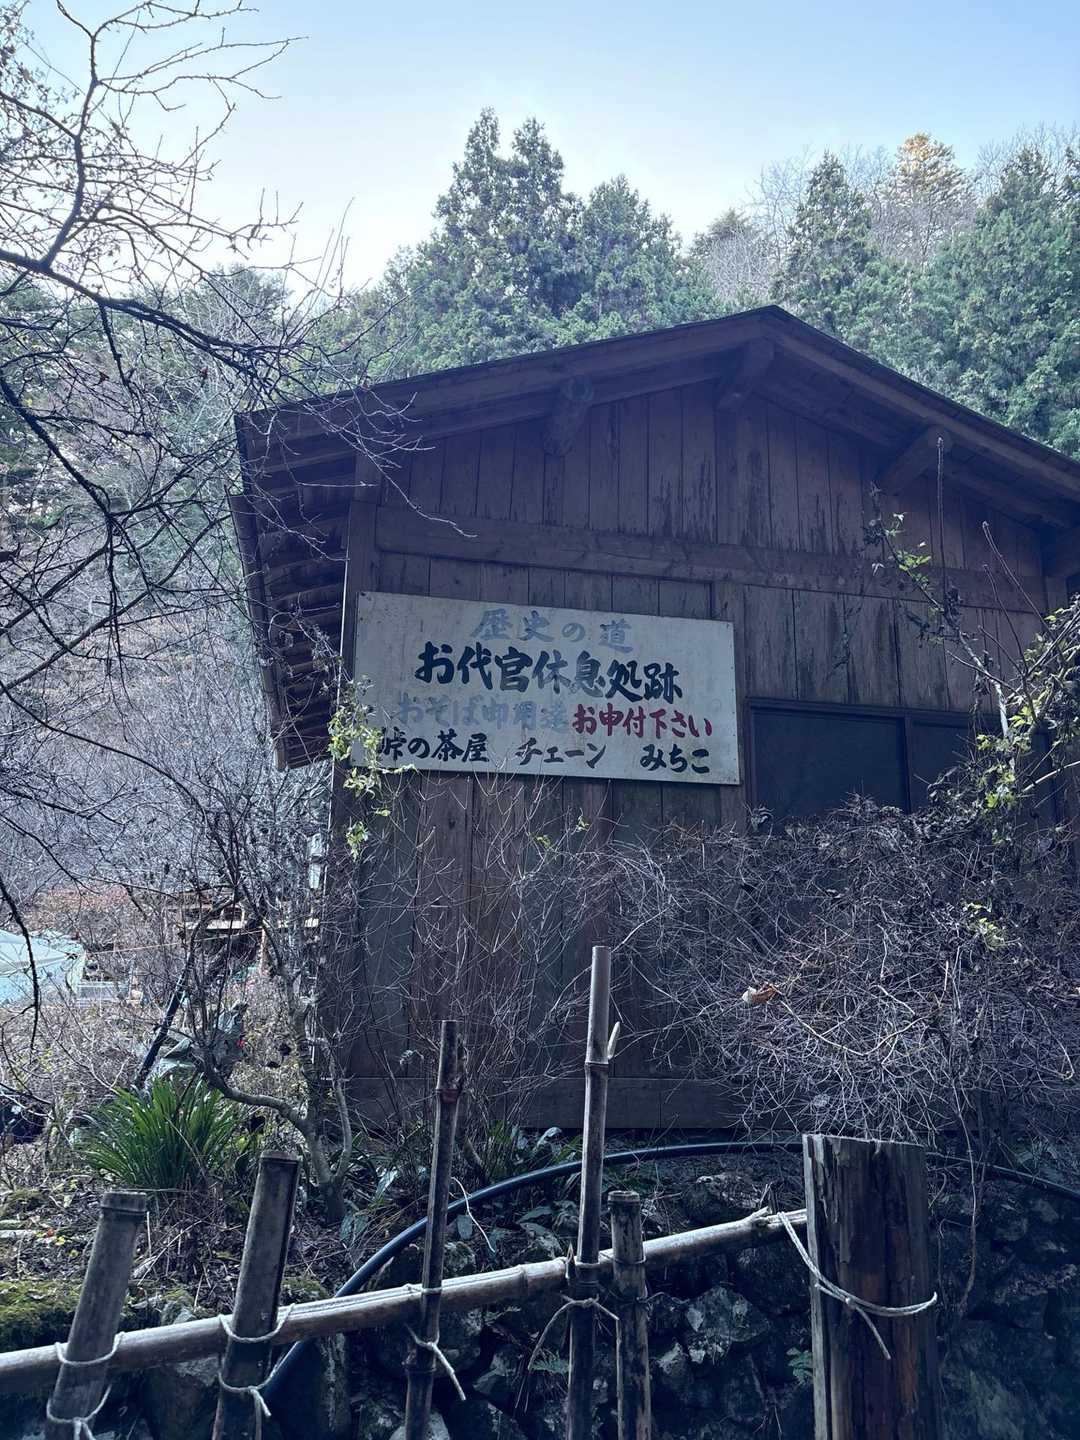 歴史の道
お代官休息処跡
おそば御用達お申付下さい
峠の茶屋 チェーン みちこ